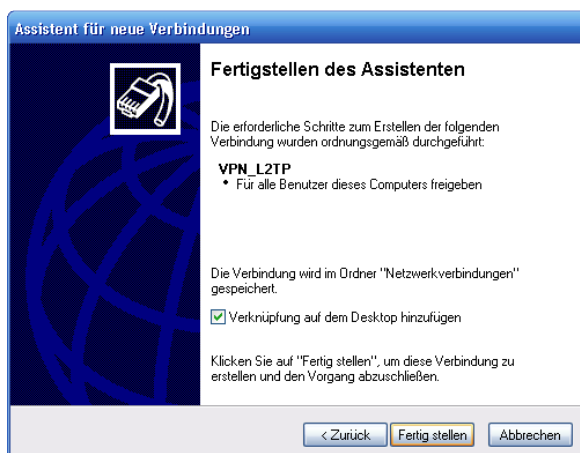 Assistent für neue Verbindungen
Fertigstellen des Assistenten
Die erforderliche Schritte zum Erstellen der folgenden
Verbindung wurden ordnungsgemäß durchgeführt:
VPN_L2TP
• Für alle Benutzer dieses Computers freigeben
Die Verbindung wird im Ordner "Netzwerkverbindungen"
gespeichert.
Verknüpfung auf dem Desktop hinzufügen
Klicken Sie auf "Fertig stellen", um diese Verbindung zu
erstellen und den Vorgang abzuschließen.
< Zurück Fertig stellen Abbrechen